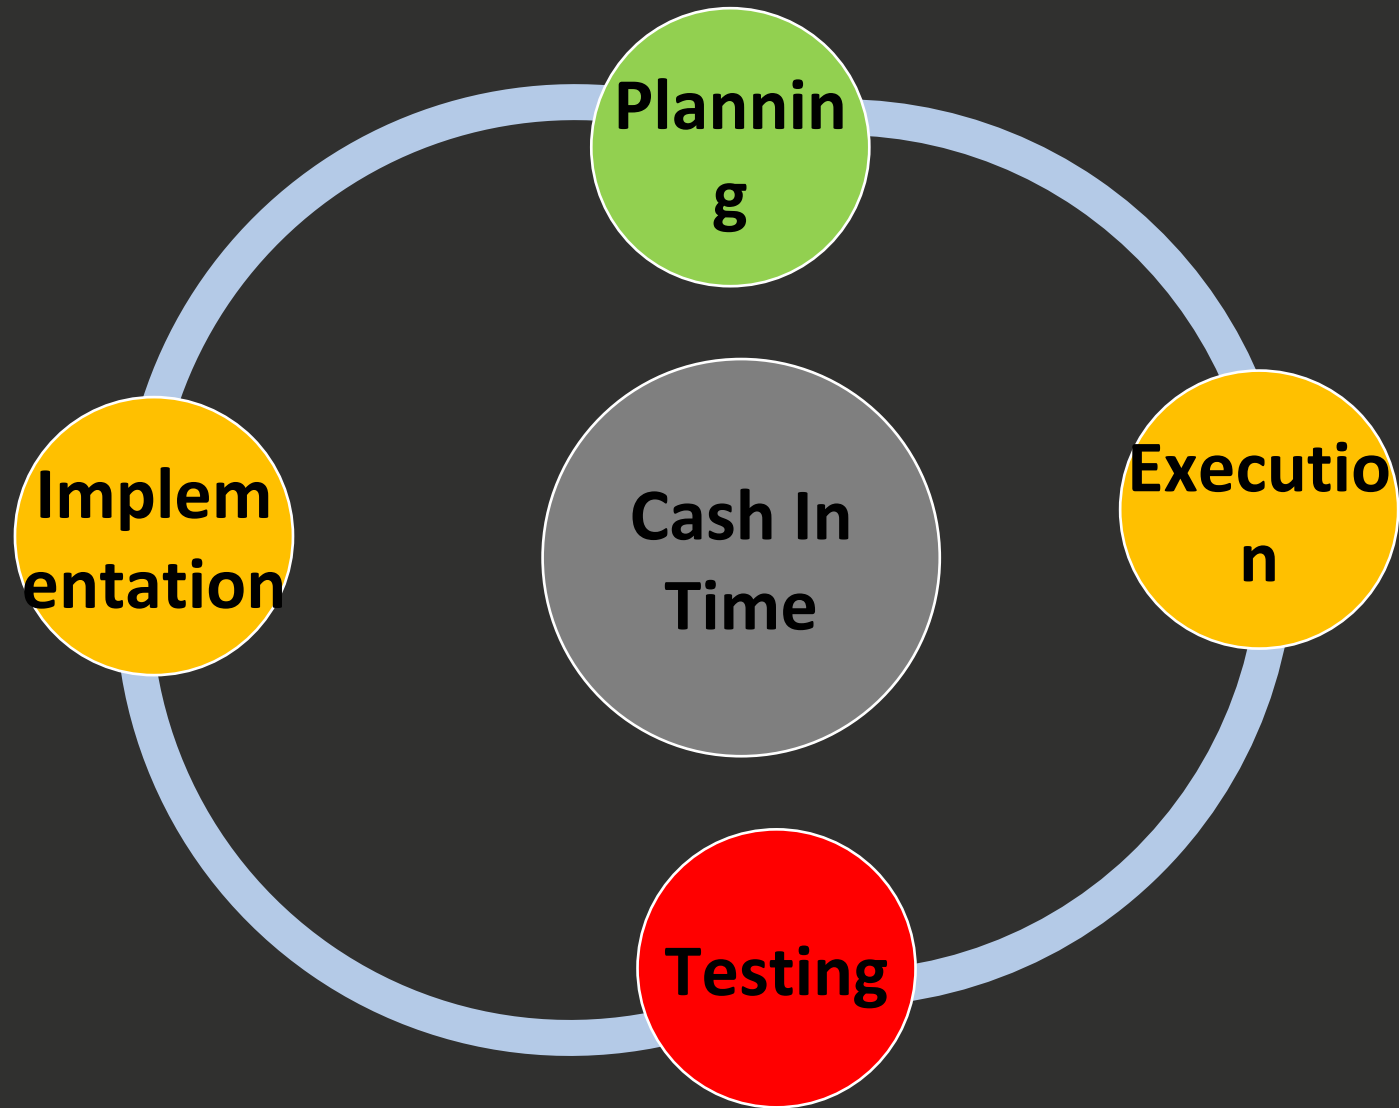 Plannin
g
Executio
n
Testing
Implem
entation
Cash In
Time